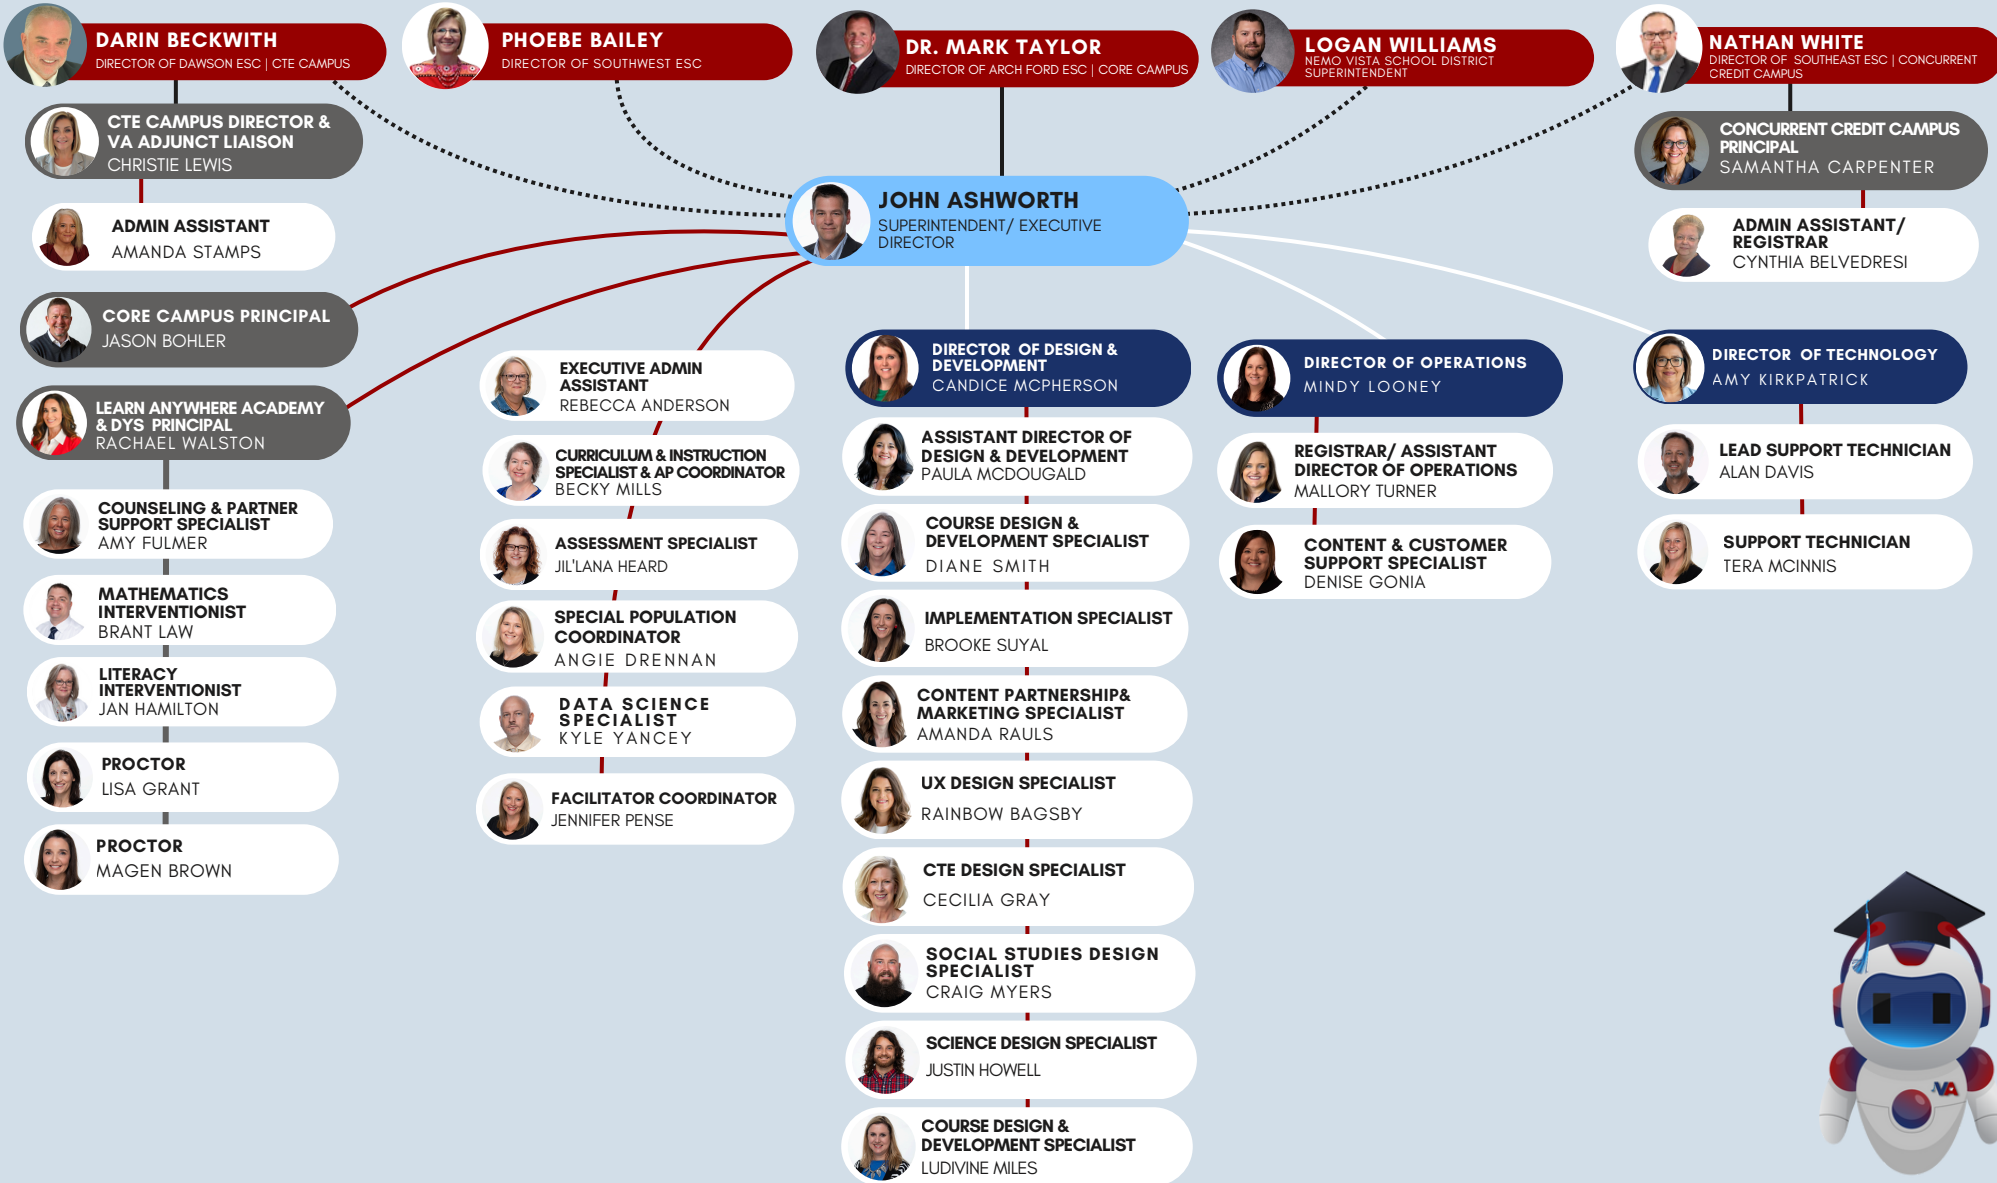 DARIN BECKWITH
DIRECTOR OF DAWSON ESC | CTE CAMPUS
PHOEBE BAILEY
DIRECTOR OF SOUTHWEST ESC
DR. MARK TAYLOR
DIRECTOR OF ARCH FORD ESC | CORE CAMPUS
LOGAN WILLIAMS
NEMO VISTA SCHOOL DISTRICT
SUPERINTENDENT
NATHAN WHITE
DIRECTOR OF SOUTHEAST ESC | CONCURRENT
CREDIT CAMPUS
CTE CAMPUS DIRECTOR &
VA ADJUNCT LIAISON
CHRISTIE LEWIS
ADMIN ASSISTANT
AMANDA STAMPS
JOHN ASHWORTH
SUPERINTENDENT/ EXECUTIVE
DIRECTOR
CONCURRENT CREDIT CAMPUS
PRINCIPAL
SAMANTHA CARPENTER
ADMIN ASSISTANT/
REGISTRAR
CYNTHIA BELVEDRESI
CORE CAMPUS PRINCIPAL
JASON BOHLER
LEARN ANYWHERE ACADEMY
& DYS PRINCIPAL
RACHAEL WALSTON
COUNSELING & PARTNER
SUPPORT SPECIALIST
AMY FULMER
MATHEMATICS
INTERVENTIONIST
BRANT LAW
LITERACY
INTERVENTIONIST
JAN HAMILTON
PROCTOR
LISA GRANT
PROCTOR
MAGEN BROWN
EXECUTIVE ADMIN
ASSISTANT
REBECCA ANDERSON
CURRICULUM & INSTRUCTION
SPECIALIST & AP COORDINATOR
BECKY MILLS
ASSESSMENT SPECIALIST
JIL'LANA HEARD
SPECIAL POPULATION
COORDINATOR
ANGIE DRENNAN
DATA SCIENCE
SPECIALIST
KYLE YANCEY
FACILITATOR COORDINATOR
JENNIFER PENSE
DIRECTOR OF DESIGN &
DEVELOPMENT
CANDICE MCPHERSON
ASSISTANT DIRECTOR OF
DESIGN & DEVELOPMENT
PAULA MCDOUGALD
COURSE DESIGN &
DEVELOPMENT SPECIALIST
DIANE SMITH
IMPLEMENTATION SPECIALIST
BROOKE SUYAL
CONTENT PARTNERSHIP&
MARKETING SPECIALIST
AMANDA RAULS
UX DESIGN SPECIALIST
RAINBOW BAGSBY
CTE DESIGN SPECIALIST
CECILIA GRAY
SOCIAL STUDIES DESIGN
SPECIALIST
CRAIG MYERS
SCIENCE DESIGN SPECIALIST
JUSTIN HOWELL
COURSE DESIGN &
DEVELOPMENT SPECIALIST
LUDIVINE MILES
DIRECTOR OF OPERATIONS
MINDY LOONEY
REGISTRAR/ ASSISTANT
DIRECTOR OF OPERATIONS
MALLORY TURNER
CONTENT & CUSTOMER
SUPPORT SPECIALIST
DENISE GONIA
DIRECTOR OF TECHNOLOGY
AMY KIRKPATRICK
LEAD SUPPORT TECHNICIAN
ALAN DAVIS
SUPPORT TECHNICIAN
TERA MCINNIS
VA